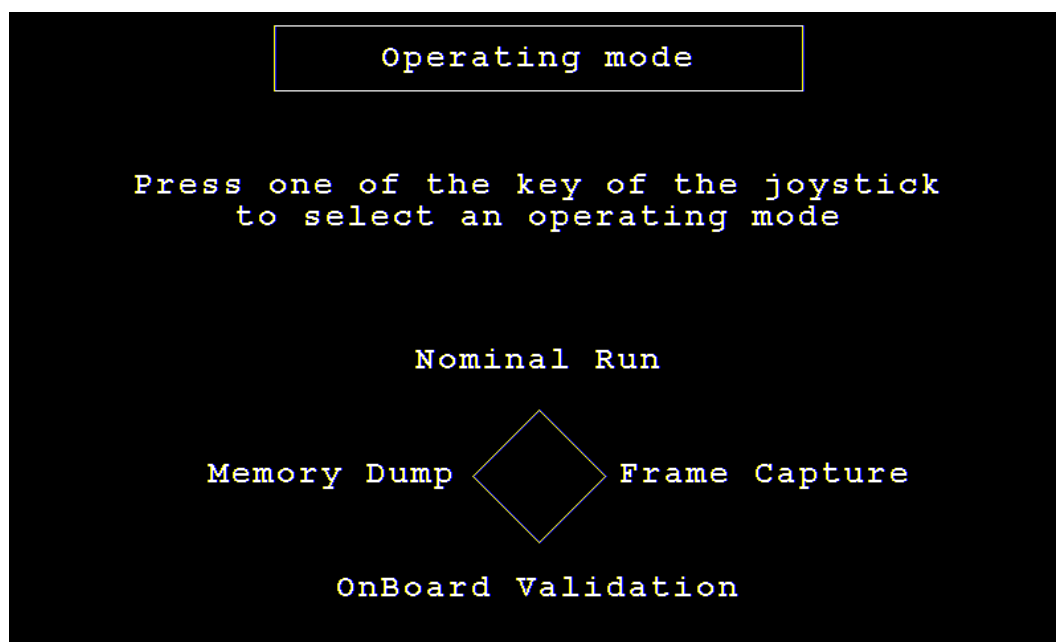 Operating mode
Press one of the key of the joystick
to select an operating mode
Nominal Run
Memory Dump Frame Capture
OnBoard Validation